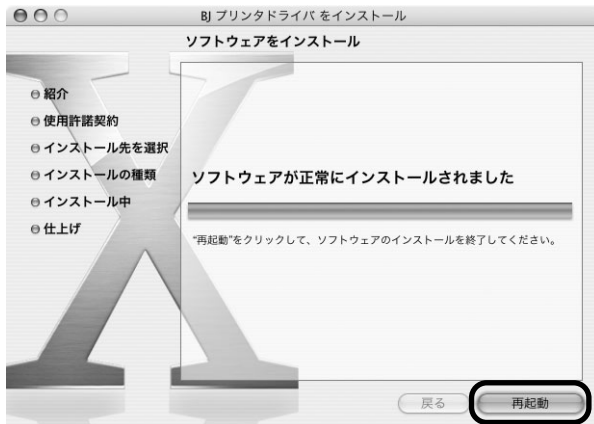 BJ プリンタドライバ をインストール
ソフトウェアをインストール
紹介
使用許諾契約
インストール先を選択
インストールの種類
インストール中
仕上げ
ソフトウェアが正常にインストールされました
“再起動”をクリックして、ソフトウェアのインストールを終了してください。
戻る
再起動